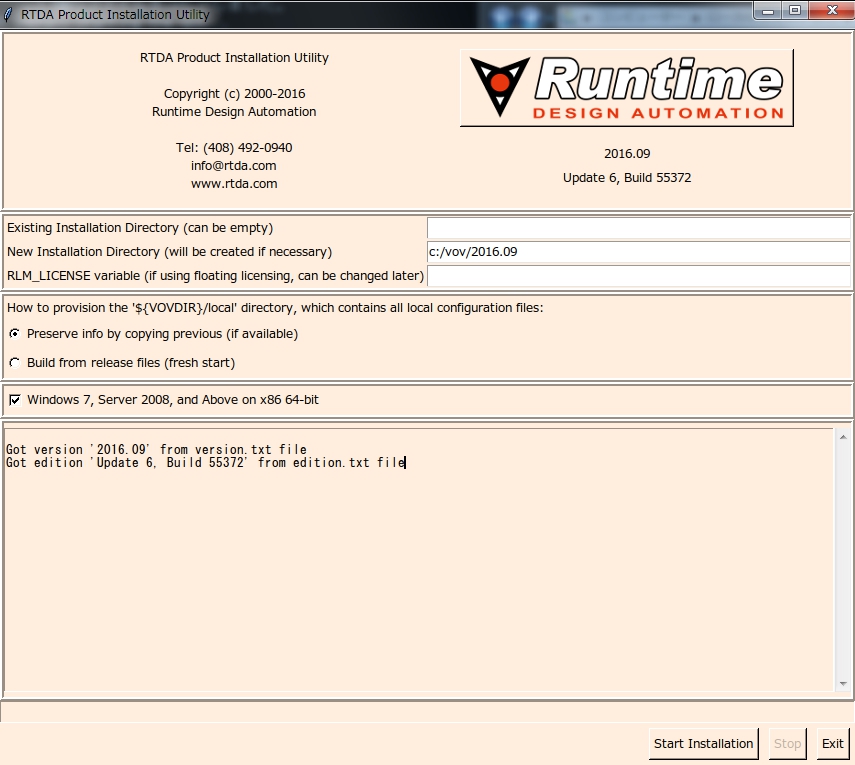 RTDA Product Installation Utility
RTDA Product Installation Utility
Copyright (c) 2000-2016
Runtime Design Automation
Tel: (408) 492-0940
info@rtda.com
www.rtda.com
Runtime
DESIGN AUTOMATION
2016.09
Update 6, Build 55372
Existing Installation Directory (can be empty)
New Installation Directory (will be created if necessary) c:/vov/2016.09
RLM_LICENSE variable (if using floating licensing, can be changed later)
How to provision the '${VOVDIR}/local' directory, which contains all local configuration files:
Preserve info by copying previous (if available)
Build from release files (fresh start)
Windows 7, Server 2008, and Above on x86 64-bit
Got version '2016.09' from version.txt file
Got edition 'Update 6, Build 55372' from edition.txt file
Start Installation Stop Exit